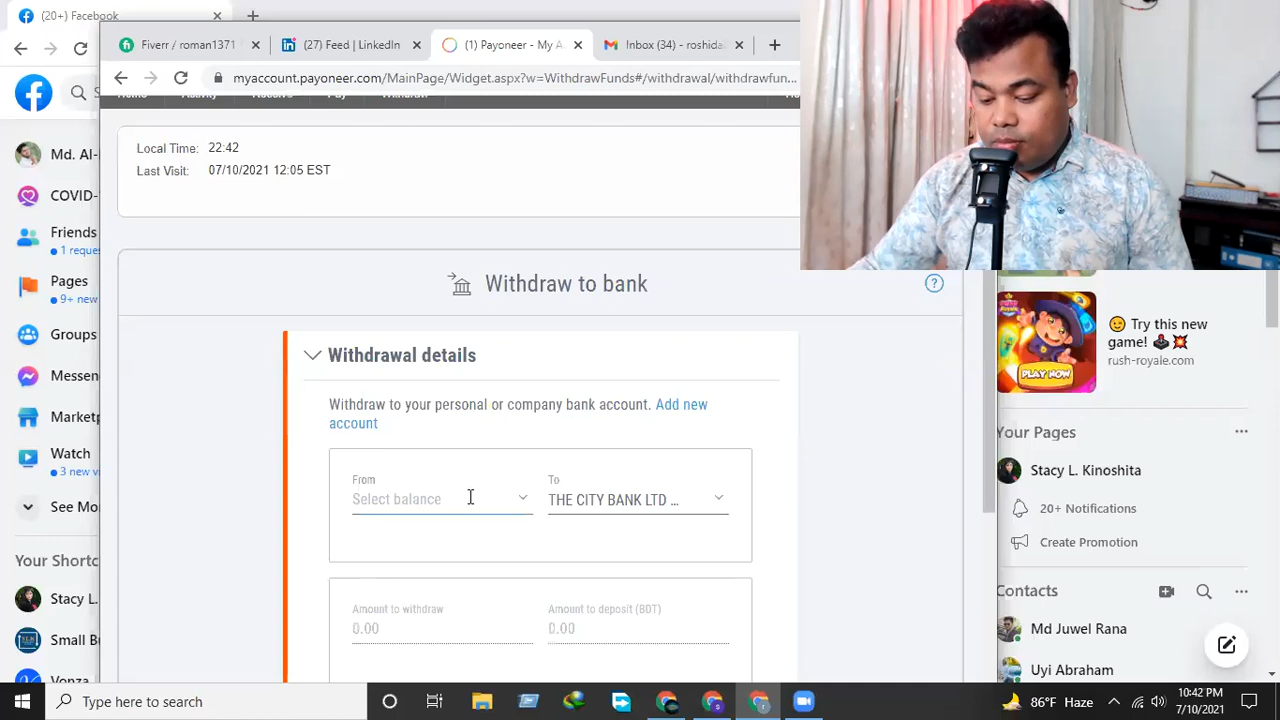 (20+) Facebook
Fiverr / roman1371
(27) Feed | LinkedIn
(1) Payoneer - My A
Inbox (34) - roshida
myaccount.payoneer.com/MainPage/Widget.aspx?w=WithdrawFunds#/withdrawal/withdrawfun...
Local Time: 22:42
Last Visit: 07/10/2021 12:05 EST
Md. Al-
COVID-
Friends
1 reque
Pages
9+ new
Groups
Messen
Marketp
Watch
3 new v
See Mo
Your Shortc
Stacy L.
Small Bu
Vonza
Withdraw to bank
?
Withdrawal details
Withdraw to your personal or company bank account. Add new
account
From
Select balance
To
THE CITY BANK LTD ...
Amount to withdraw
0.00
Amount to deposit (BDT)
0.00
Try this new
game!
rush-royale.com
PLAY NOW
Your Pages
Stacy L. Kinoshita
20+ Notifications
Create Promotion
Contacts
Md Juwel Rana
Uyi Abraham
Type here to search
86°F Haze
10:42 PM
7/10/2021